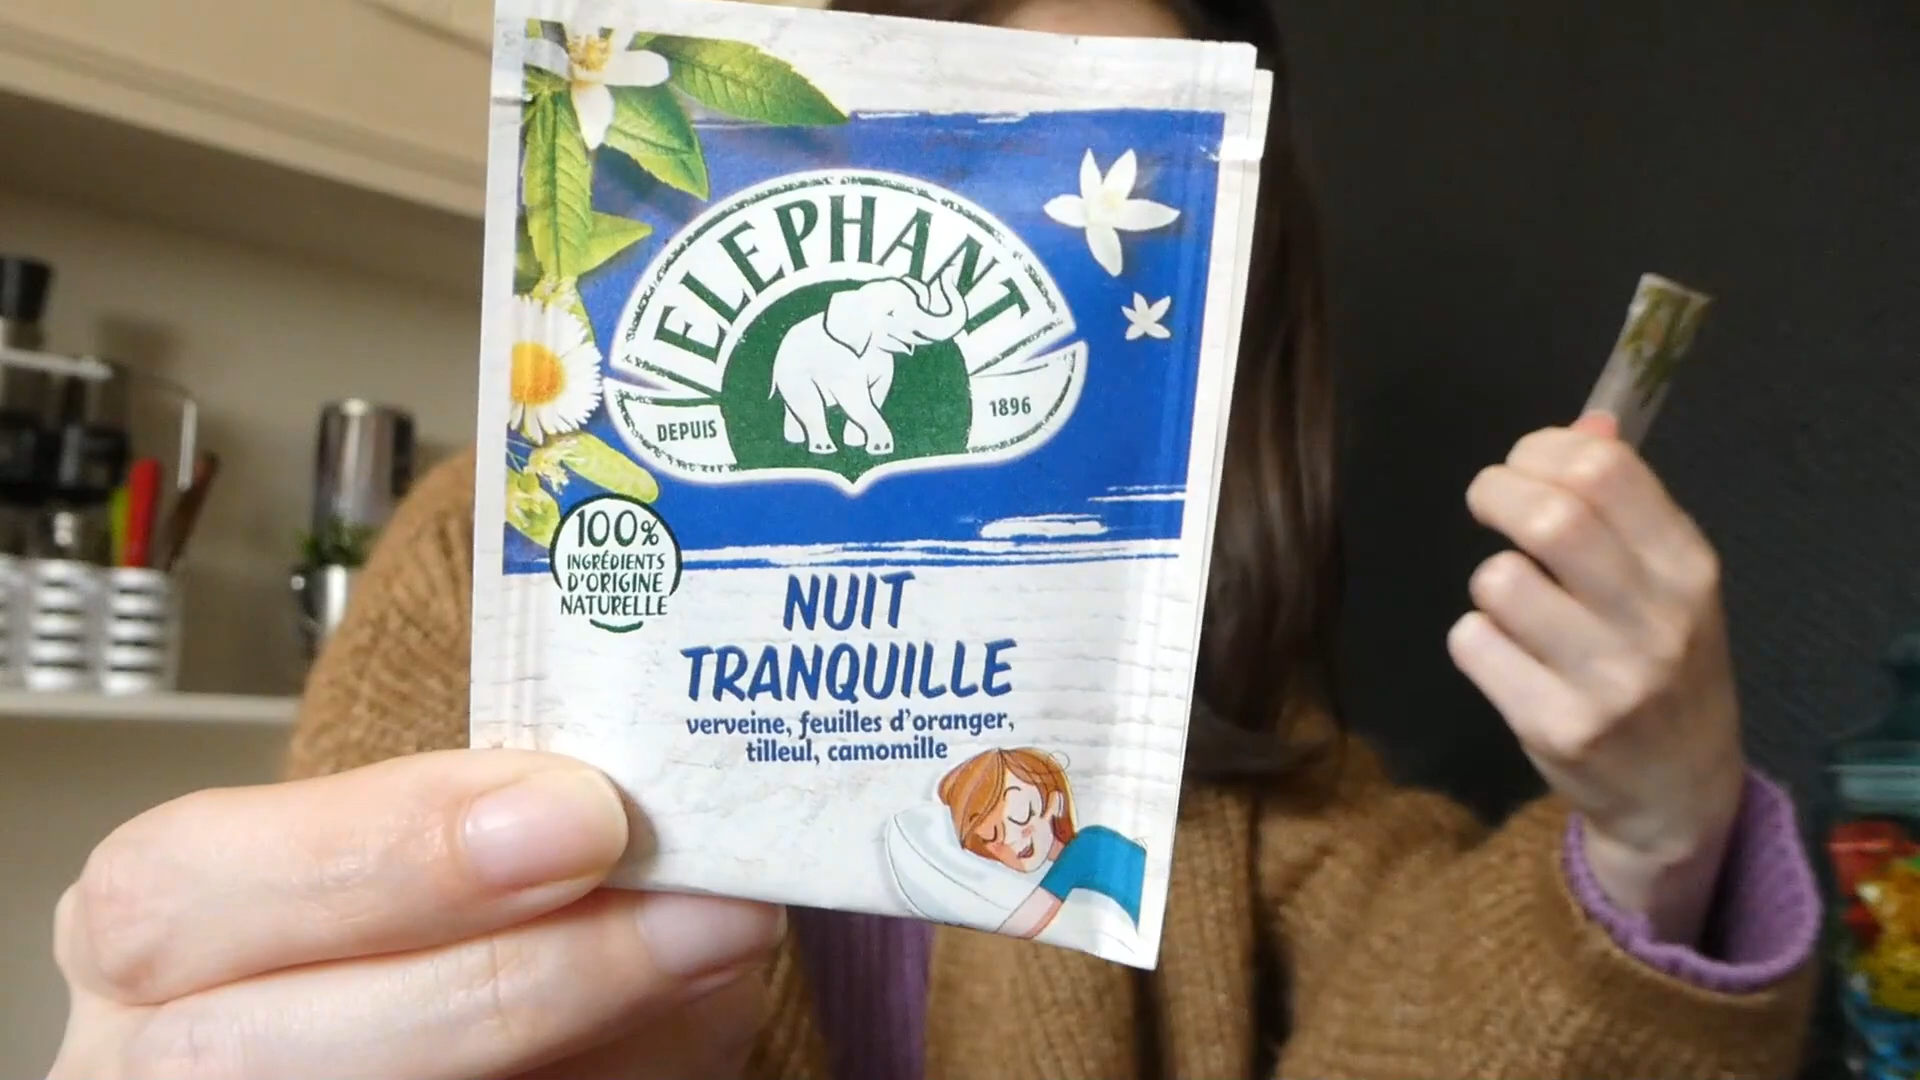 ELEPHANT
DEPUIS 1896
100%
INGRÉDIENTS
D'ORIGINE
NATURELLE
NUIT
TRANQUILLE
verveine, feuilles d'oranger,
tilleul, camomille